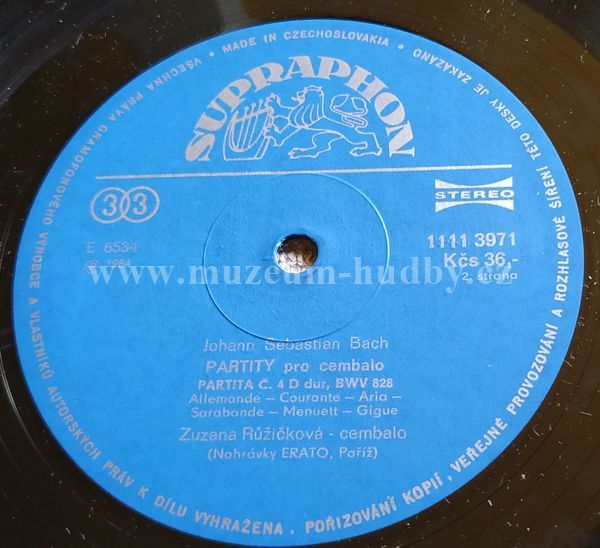 VŠECHNA PRÁVA GRAMOFONOVÉHO VÝROBCE A VLASTNÍKŮ AUTORSKÝCH PRÁV K DÍLU VYHRAŽENA . POŘIZOVÁNÍ KOPIÍ, VEŘEJNÉ PROVOZOVÁNÍ A ROZHLASOVÉ ŠÍŘENÍ TÉTO DESKY JE ZAKÁZÁNO • MADE IN CZECHOSLOVAKIA •
SUPRAPHON
33
STEREO
E 6534
1111 3971
℗ 1984
Kčs 36,-
2. strana
www.muzeum-hudby.cz
Johann Sebastian Bach
PARTITY pro cembalo
PARTITA Č. 4 D dur, BWV 828
Allemande – Courante – Aria –
Sarabande – Menuett – Gigue
Zuzana Růžičková - cembalo
(Nahrávky ERATO, Paříž)